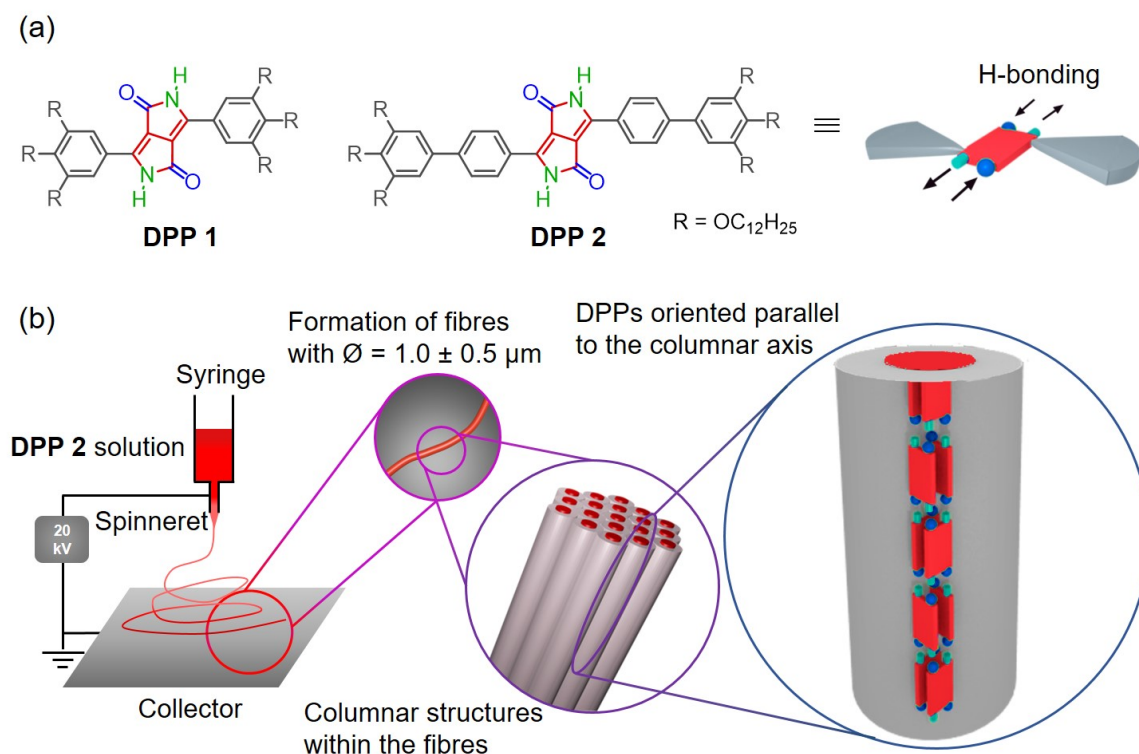 (a)
R
R
R
O
N
H
N
H
O
R
R
R
DPP 1
R
R
R
O
N
H
N
H
O
R
R
R
DPP 2
R = OC₁₂H₂₅
≡
H-bonding
(b)
Syringe
DPP 2 solution
Spinneret
20
kV
Collector
Formation of fibres
with Ø = 1.0 ± 0.5 µm
Columnar structures
within the fibres
DPPs oriented parallel
to the columnar axis